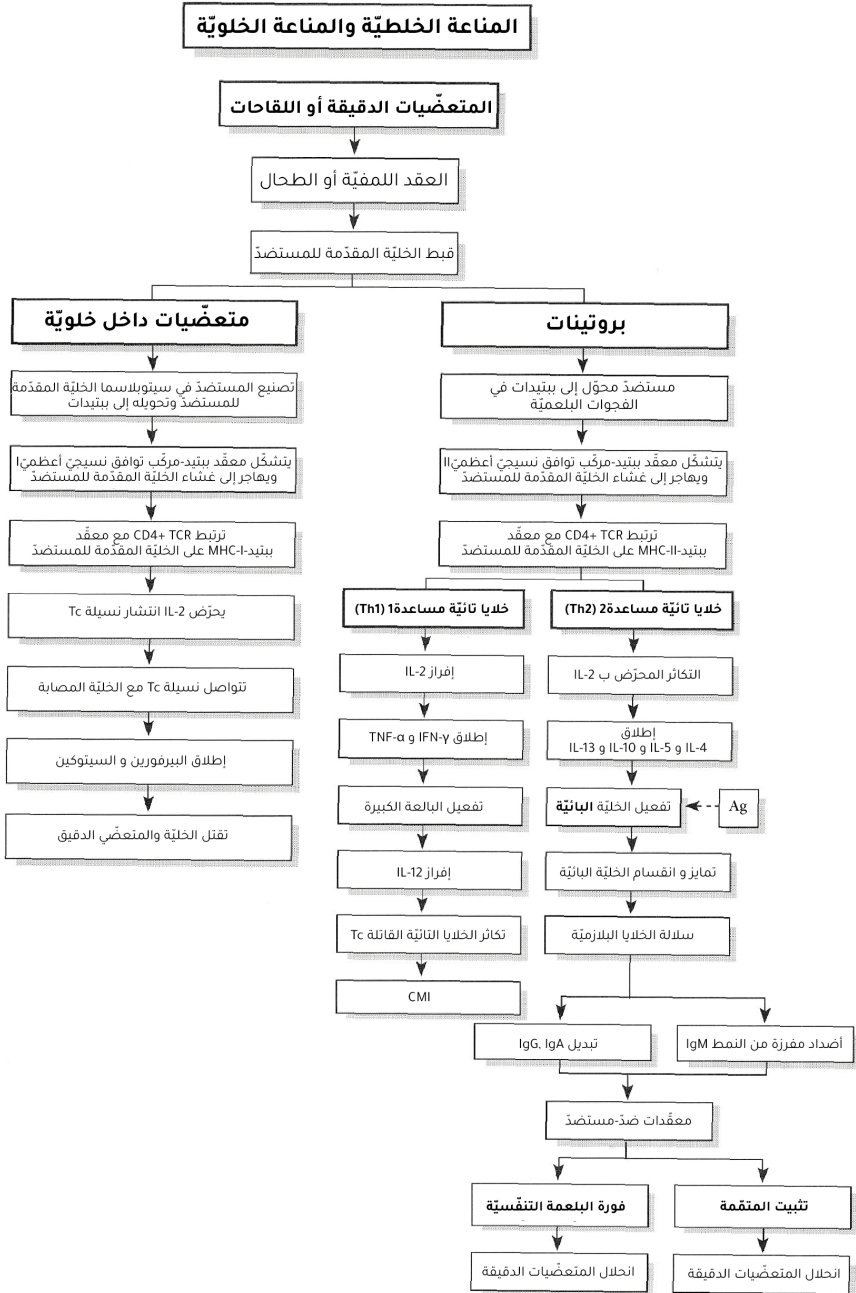 المناعة الخلطيّة والمناعة الخلويّة
المتعضّيات الدقيقة أو اللقاحات
العقد اللمفيّة أو الطحال
قبط الخليّة المقدّمة للمستضدّ
بروتينات
مستضدّ محوّل إلى ببتيدات في
الفجوات البلعميّة
يتشكّل معقّد ببتيد-مركّب توافق نسيجيّ أعظميّII
ويهاجر إلى غشاء الخليّة المقدّمة للمستضدّ
ترتبط CD4+ TCR مع معقّد
ببتيد-MHC-II على الخليّة المقدّمة للمستضدّ
خلايا تائيّة مساعدة2 (Th2)
التكاثر المحرّض ب IL-2
إطلاق
IL-4 و IL-5 و IL-10 و IL-13
Ag
تفعيل الخليّة البائيّة
تمايز و انقسام الخليّة البائيّة
سلالة الخلايا البلازميّة
أضداد مفرزة من النمط IgM
تبديل IgG, IgA
معقّدات ضدّ-مستضدّ
تثبيت المتمّمة
انحلال المتعضّيات الدقيقة
فورة البلعمة التنفّسيّة
انحلال المتعضّيات الدقيقة
خلايا تائيّة مساعدة1 (Th1)
إفراز IL-2
إطلاق IFN-γ و TNF-α
تفعيل البالعة الكبيرة
إفراز IL-12
تكاثر الخلايا التائيّة القاتلة Tc
CMI
متعضّيات داخل خلويّة
تصنيع المستضدّ في سيتوبلاسما الخليّة المقدّمة
للمستضدّ وتحويله إلى ببتيدات
يتشكّل معقّد ببتيد-مركّب توافق نسيجيّ أعظميّI
ويهاجر إلى غشاء الخليّة المقدّمة للمستضدّ
ترتبط CD4+ TCR مع معقّد
ببتيد-MHC-I على الخليّة المقدّمة للمستضدّ
يحرّض IL-2 انتشار نسيلة Tc
تتواصل نسيلة Tc مع الخليّة المصابة
إطلاق البيرفورين و السيتوكين
تقتل الخليّة والمتعضّي الدقيق